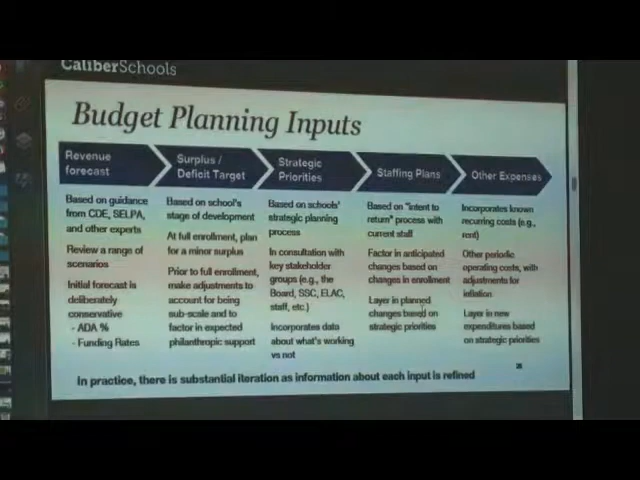 CaliberSchools
Budget Planning Inputs
Revenue
forecast
Surplus /
Deficit Target
Strategic
Priorities
Staffing Plans
Other Expenses
Based on guidance
from CDE, SELPA,
and other experts
Review a range of
scenarios
Initial forecast is
deliberately
conservative
- ADA %
- Funding Rates
Based on school's
stage of development
At full enrollment, plan
for a minor surplus
Prior to full enrollment,
make adjustments to
account for being
sub-scale and to
factor in expected
philanthropic support
Based on schools'
strategic planning
process
In consultation with
key stakeholder
groups (e.g., the
Board, SSC, ELAC,
staff, etc.)
Incorporates data
about what's working
vs not
Based on "intent to
return" process with
current staff
Factor in anticipated
changes based on
changes in enrollment
Layer in planned
changes based on
strategic priorities
Incorporates known
recurring costs (e.g.,
rent)
Other periodic
operating costs, with
adjustments for
inflation
Layer in new
expenditures based
on strategic priorities
In practice, there is substantial iteration as information about each input is refined